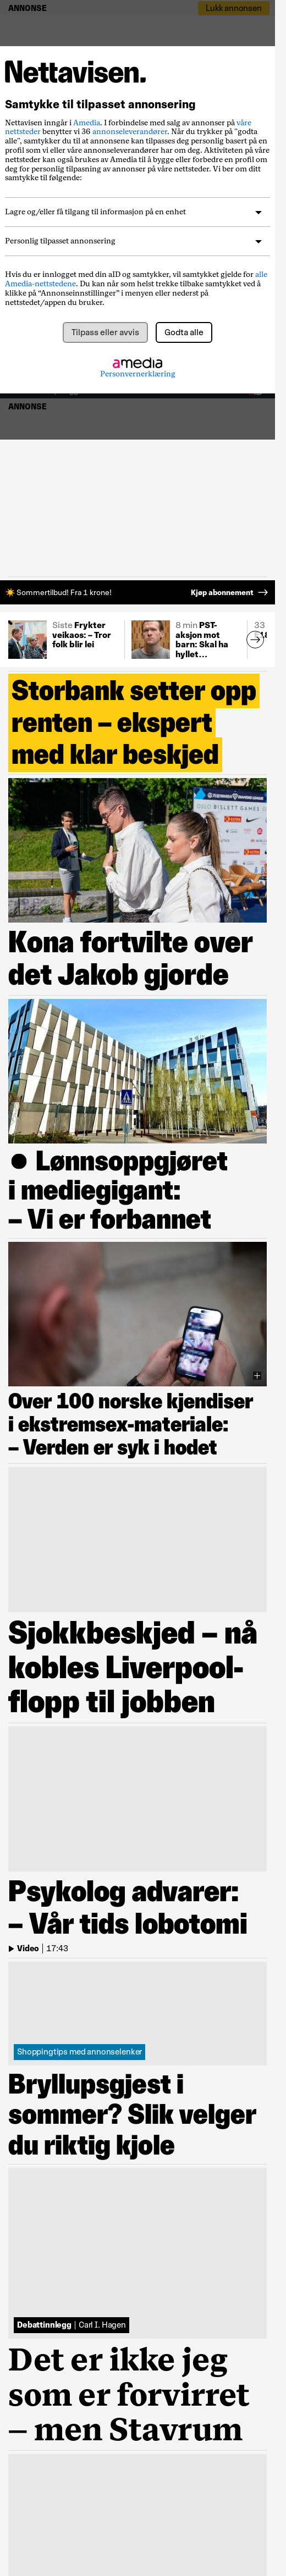 ANNONSE
Lukk annonsen
Nettavisen.
Samtykke til tilpasset annonsering
Nettavisen inngår i Amedia. I forbindelse med salg av annonser på våre
nettsteder benytter vi 36 annonseleverandører. Når du trykker på "godta
alle", samtykker du til at annonsene kan tilpasses deg personlig basert på en
profil som vi eller våre annonseleverandører har om deg. Aktiviteten på våre
nettsteder kan også brukes av Amedia til å bygge eller forbedre en profil om
deg for personlig tilpasning av annonser på våre nettsteder. Vi ber om ditt
samtykke til følgende:
Lagre og/eller få tilgang til informasjon på en enhet
Personlig tilpasset annonsering
Hvis du er innlogget med din aID og samtykker, vil samtykket gjelde for alle
Amedia-nettstedene. Du kan når som helst trekke tilbake samtykket ved å
klikke på “Annonseinnstillinger” i menyen eller nederst på
nettstedet/appen du bruker.
Tilpass eller avvis
Godta alle
amedia
Personvernerklæring
ANNONSE
☀️ Sommertilbud! Fra 1 krone!
Kjøp abonnement
Siste Frykter
veikaos: – Tror
folk blir lei
8 min PST-
aksjon mot
barn: Skal ha
hyllet…
33
Storbank setter opp
renten – ekspert
med klar beskjed
OSLO BISLETT GAMES
Kona fortvilte over
det Jakob gjorde
● Lønnsoppgjøret
i mediegigant:
– Vi er forbannet
Over 100 norske kjendiser
i ekstremsex-materiale:
– Verden er syk i hodet
Sjokkbeskjed – nå
kobles Liverpool-
flopp til jobben
Psykolog advarer:
– Vår tids lobotomi
Video | 17:43
Shoppingtips med annonselenker
Bryllupsgjest i
sommer? Slik velger
du riktig kjole
Debattinnlegg | Carl I. Hagen
Det er ikke jeg
som er forvirret
– men Stavrum